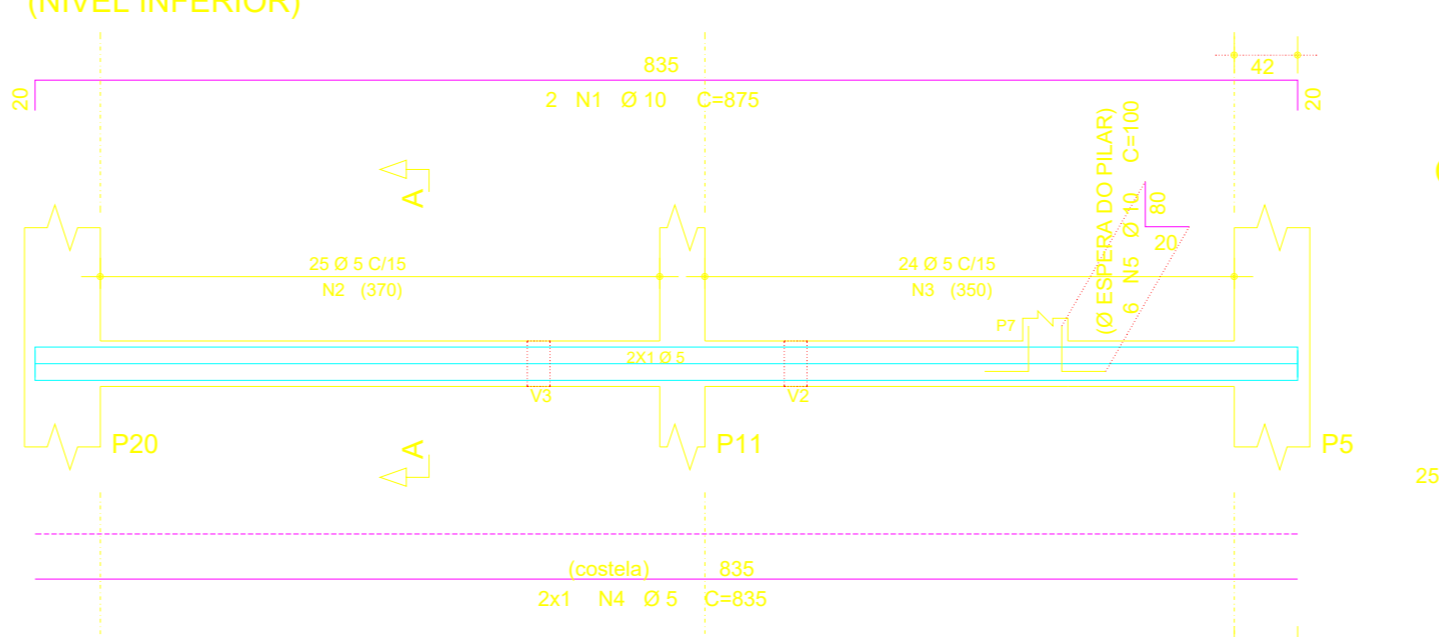 (NÍVEL INFERIOR)
835
42
20
2 N1 Ø 10 C=875
20
(Ø ESPERA DO PILAR)
6 N5 Ø 10 C=100
80
20
A
25 Ø 5 C/15
N2 (370)
24 Ø 5 C/15
N3 (350)
P7
2X1 Ø 5
V3
V2
P20
A
P11
P5
25
(costela) 835
2x1 N4 Ø 5 C=835